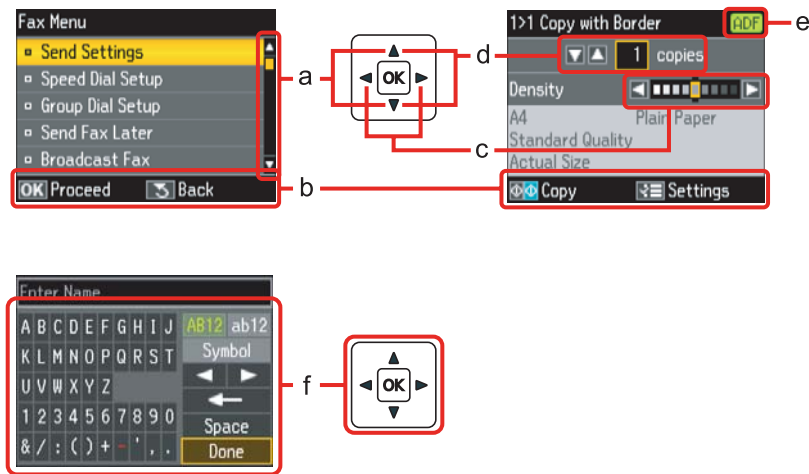 Fax Menu
Send Settings
Speed Dial Setup
Group Dial Setup
Send Fax Later
Broadcast Fax
OK Proceed Back
a
b
OK
c
d
1>1 Copy with Border ADF
e
1 copies
Density
A4 Plain Paper
Standard Quality
Actual Size
Copy Settings
Enter Name
A B C D E F G H I J AB12 ab12
K L M N O P Q R S T Symbol
U V W X Y Z
1 2 3 4 5 6 7 8 9 0 Space
& / : ( ) + - ' , . Done
f
OK